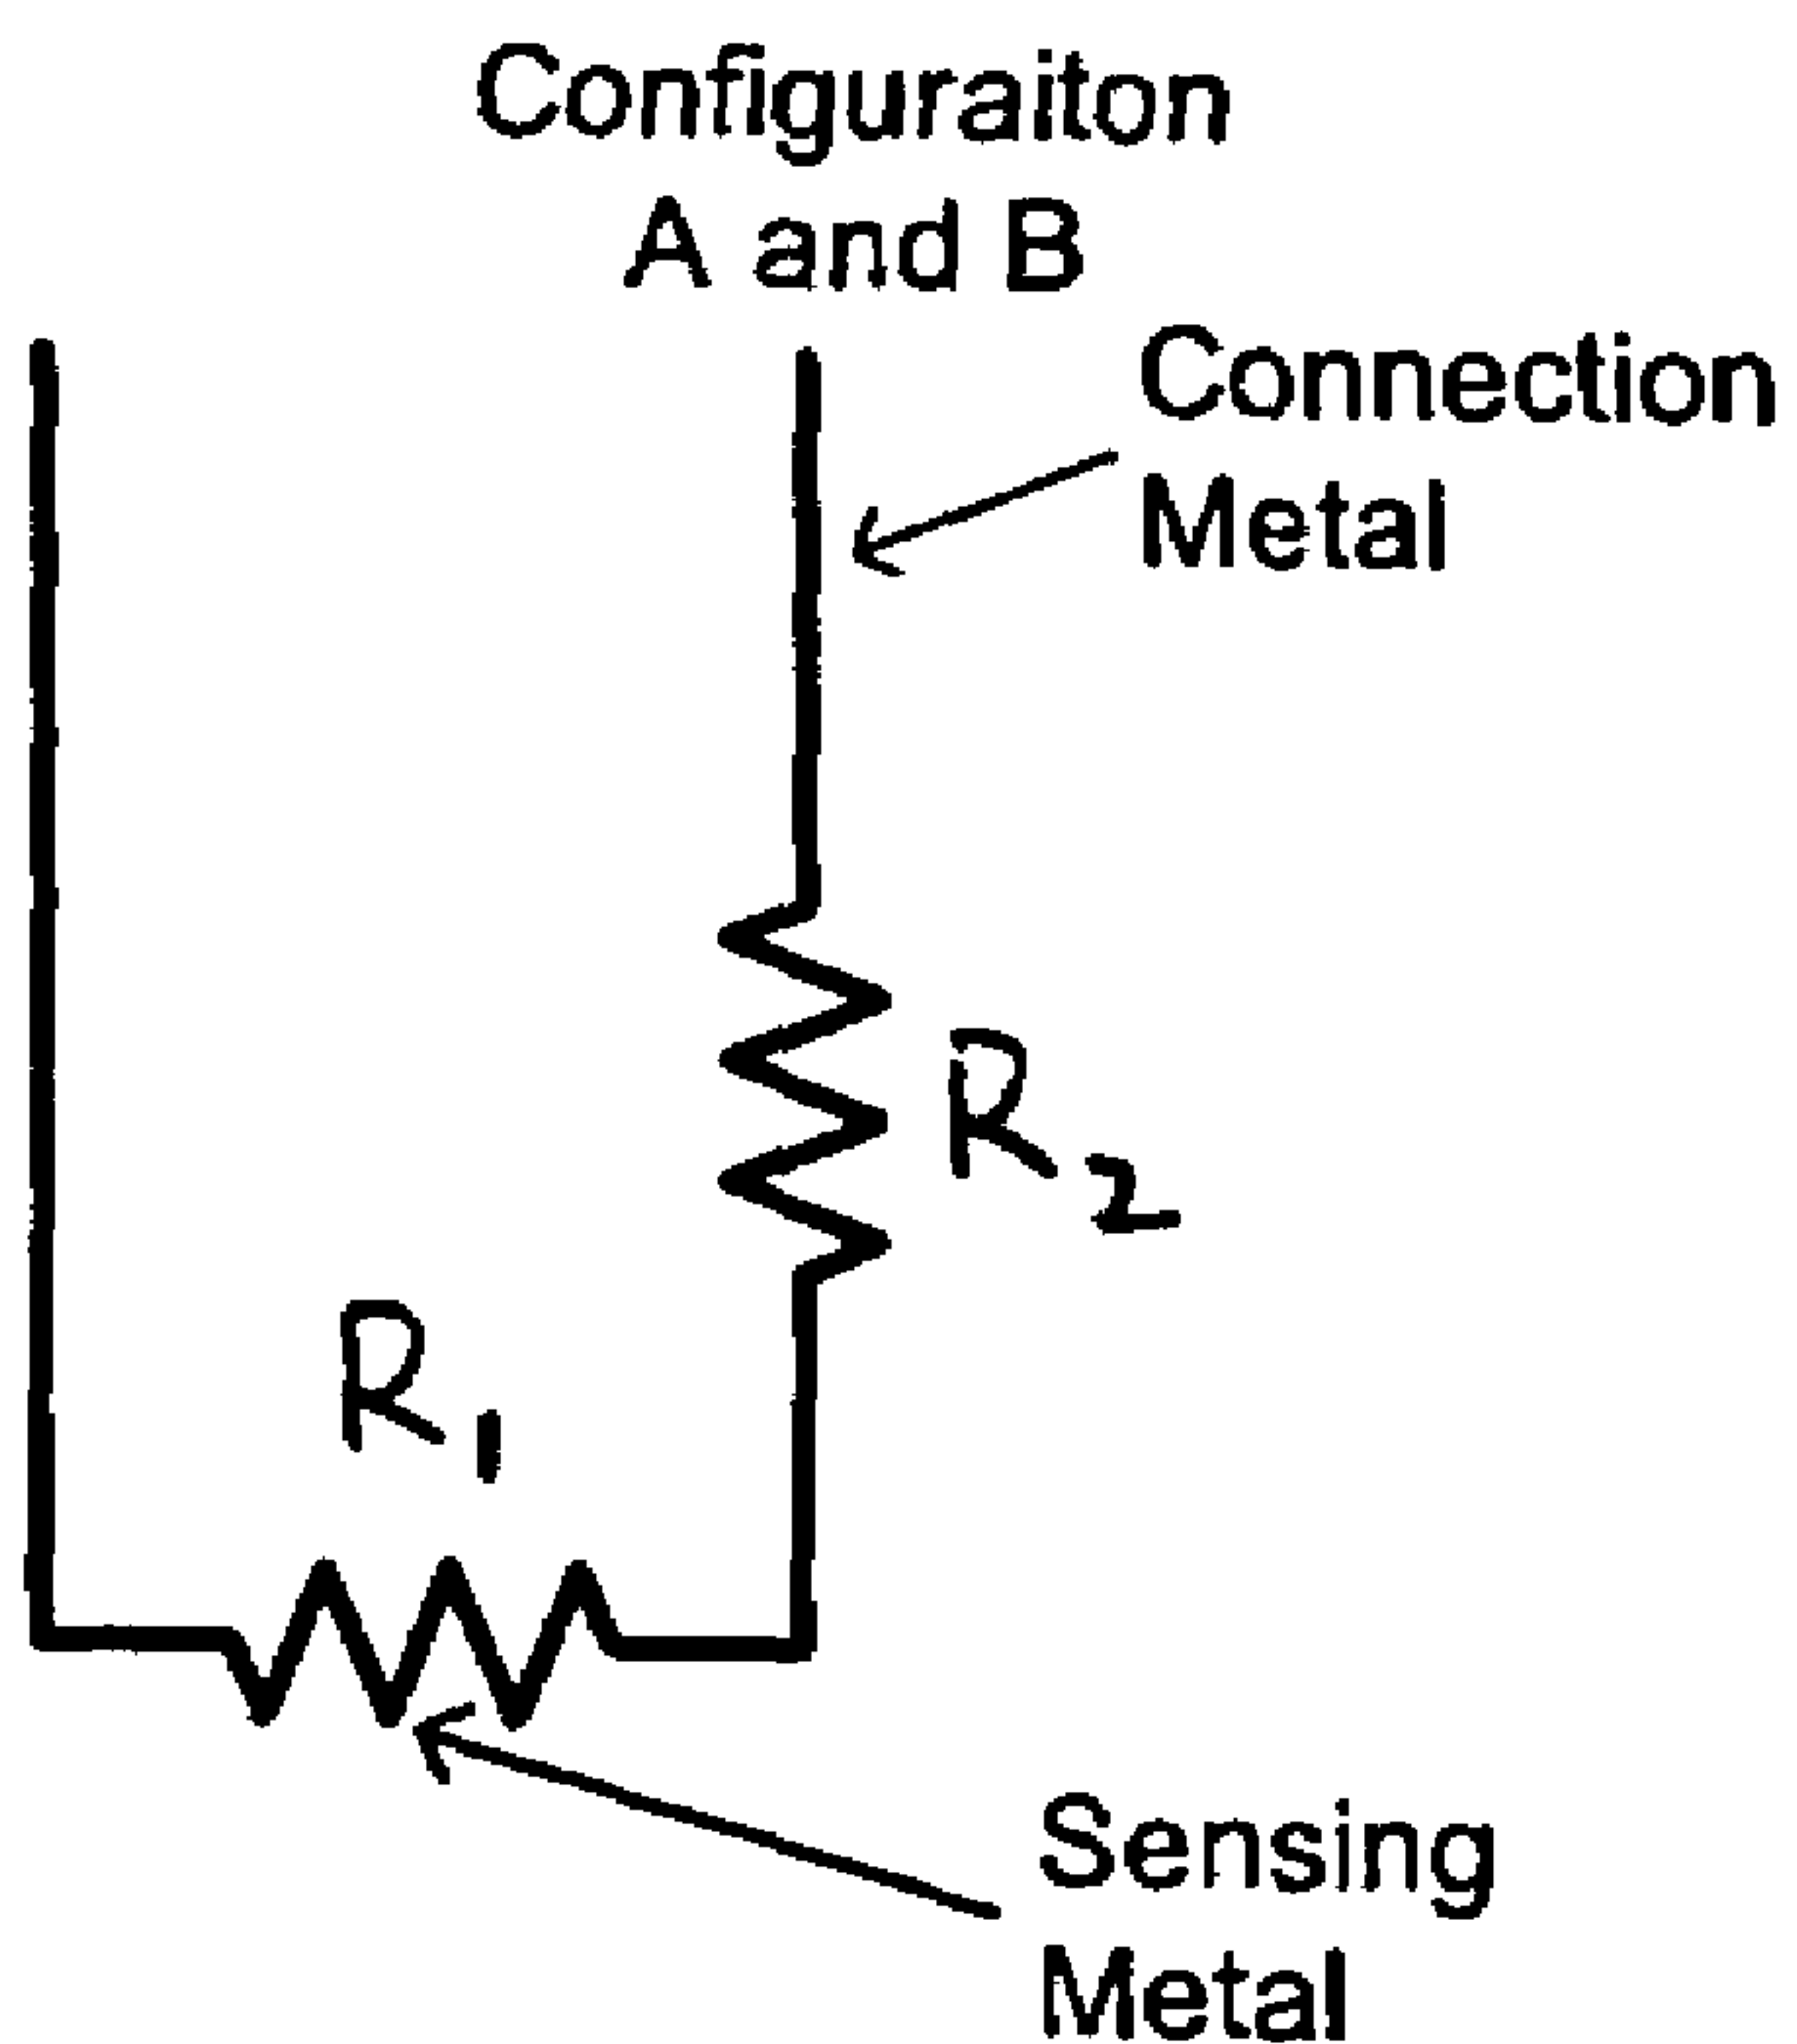 Configuraiton
A and B
Connection
Metal
R2
R1
Sensing
Metal